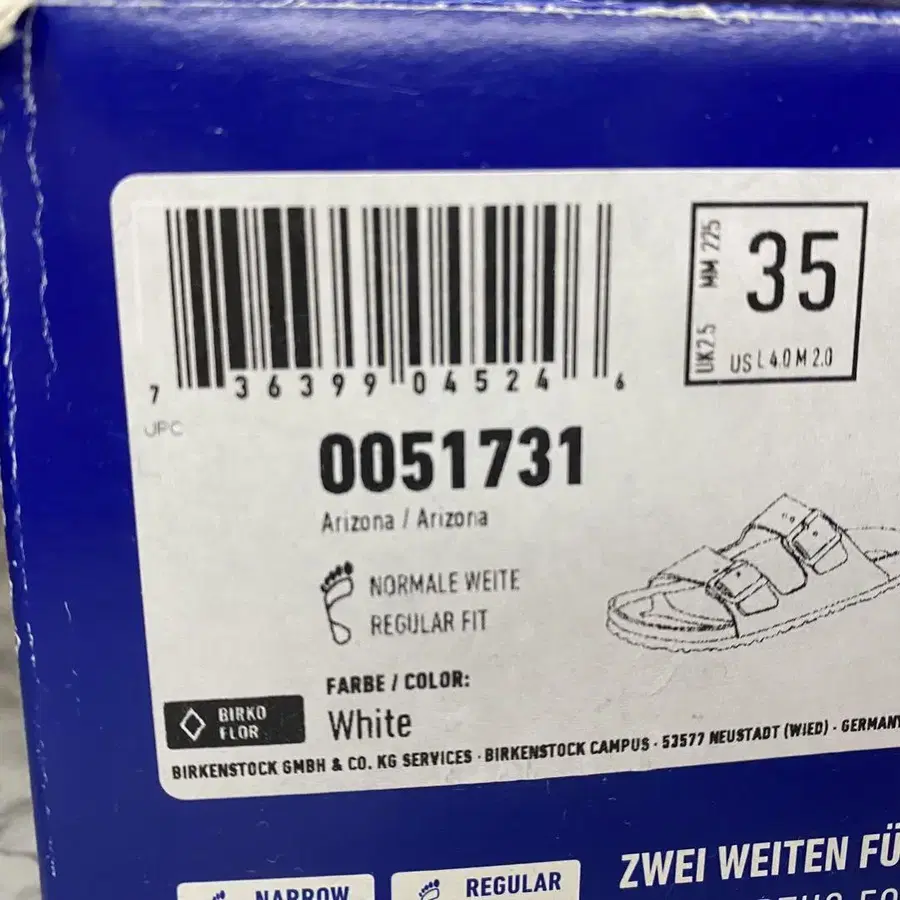 7 36399 04524 6
UPC
MM 225
UK2.5
35
US L 4.0 M 2.0
0051731
Arizona / Arizona
NORMALE WEITE
REGULAR FIT
FARBE / COLOR:
White
BIRKO
FLOR
BIRKENSTOCK GMBH & CO. KG SERVICES · BIRKENSTOCK CAMPUS · 53577 NEUSTADT (WIED) · GERMANY
NARROW
REGULAR
ZWEI WEITEN FÜ